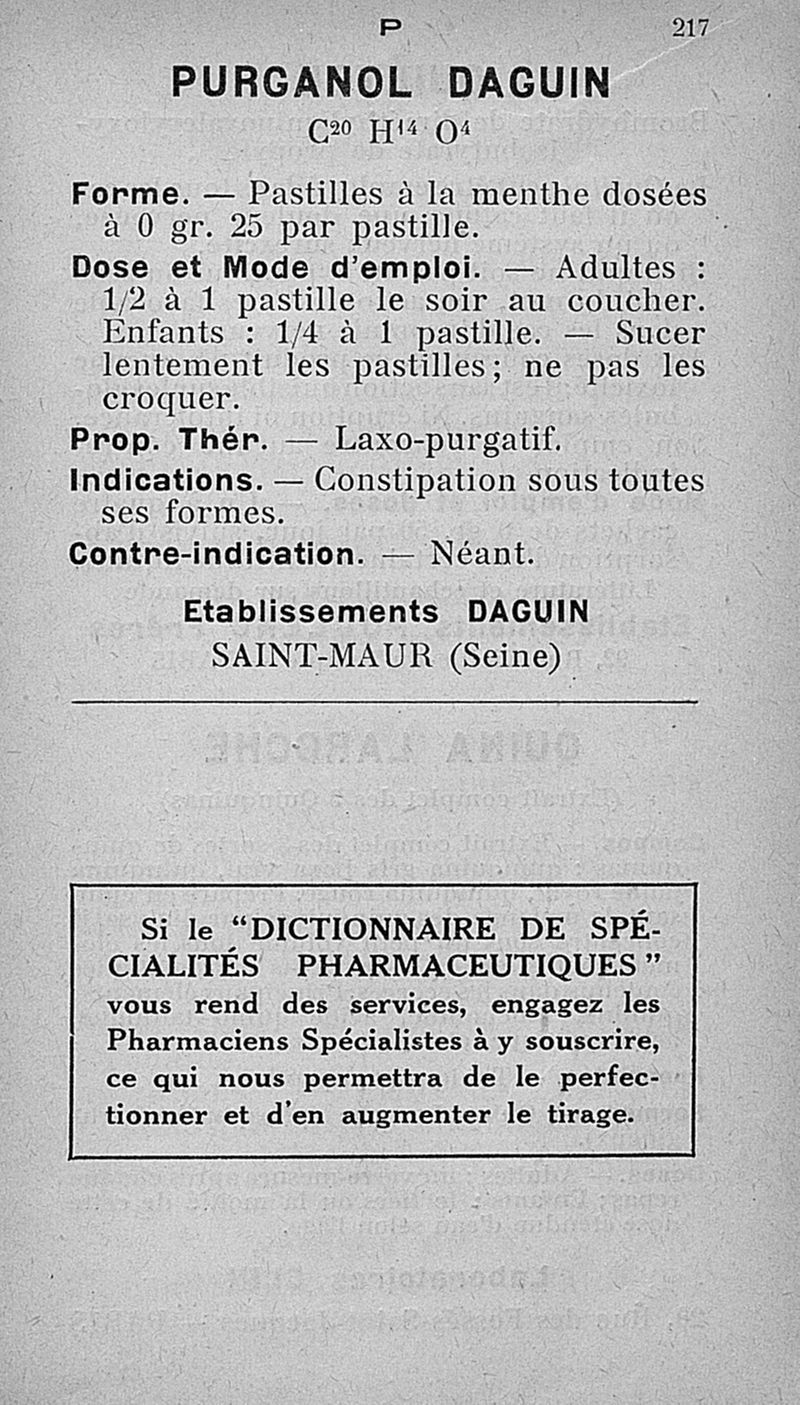 P 217
PURGANOL DAGUIN
C²⁰ H¹⁴ O⁴
Forme. — Pastilles à la menthe dosées
à 0 gr. 25 par pastille.
Dose et Mode d'emploi. — Adultes :
1/2 à 1 pastille le soir au coucher.
Enfants : 1/4 à 1 pastille. — Sucer
lentement les pastilles; ne pas les
croquer.
Prop. Thér. — Laxo-purgatif.
Indications. — Constipation sous toutes
ses formes.
Contre-indication. — Néant.
Etablissements DAGUIN
SAINT-MAUR (Seine)
QUINA LAROCHE
Si le “DICTIONNAIRE DE SPÉ-
CIALITÉS PHARMACEUTIQUES”
vous rend des services, engagez les
Pharmaciens Spécialistes à y souscrire,
ce qui nous permettra de le perfec-
tionner et d'en augmenter le tirage.